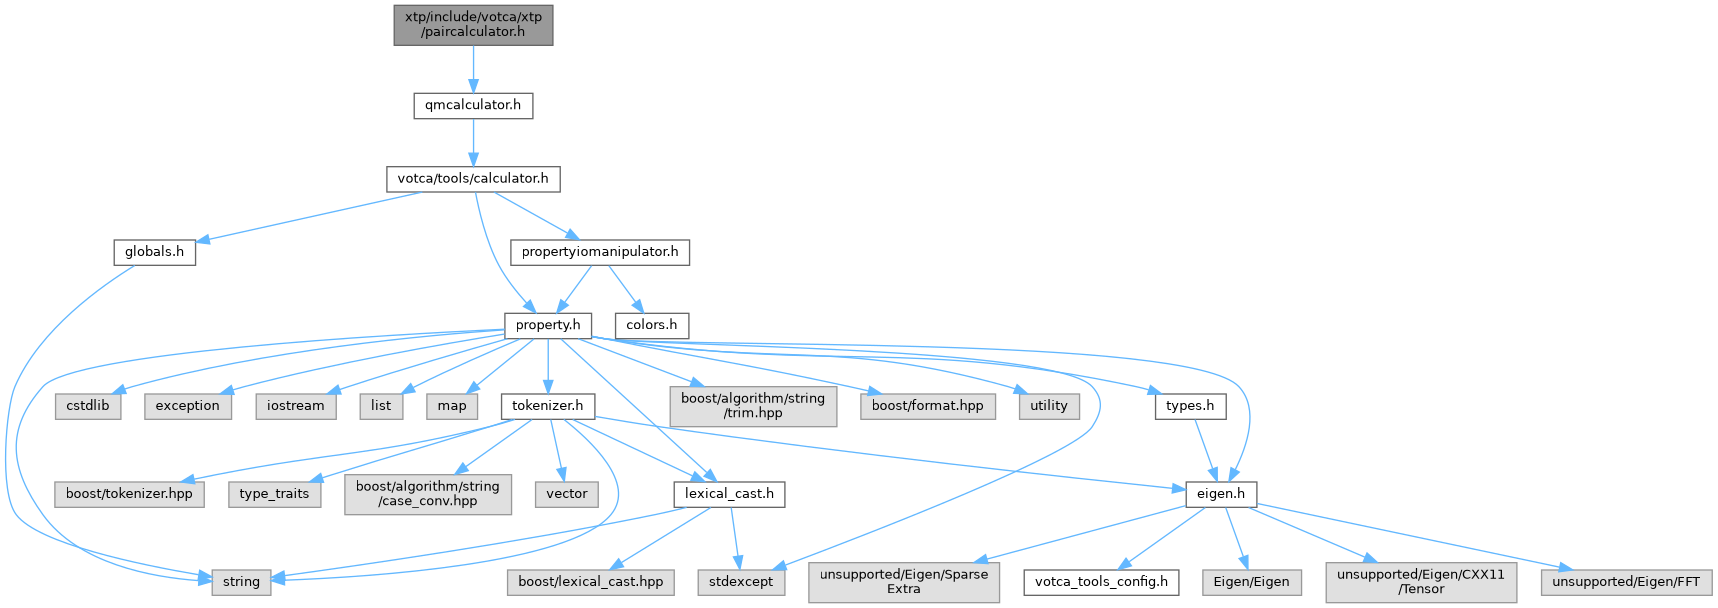 xtp/include/votca/xtp
/paircalculator.h
qmcalculator.h
votca/tools/calculator.h
globals.h
propertyiomanipulator.h
property.h
colors.h
cstdlib
exception
iostream
list
map
tokenizer.h
boost/algorithm/string
/trim.hpp
boost/format.hpp
utility
types.h
boost/tokenizer.hpp
type_traits
boost/algorithm/string
/case_conv.hpp
vector
lexical_cast.h
eigen.h
string
boost/lexical_cast.hpp
stdexcept
unsupported/Eigen/Sparse
Extra
votca_tools_config.h
Eigen/Eigen
unsupported/Eigen/CXX11
/Tensor
unsupported/Eigen/FFT